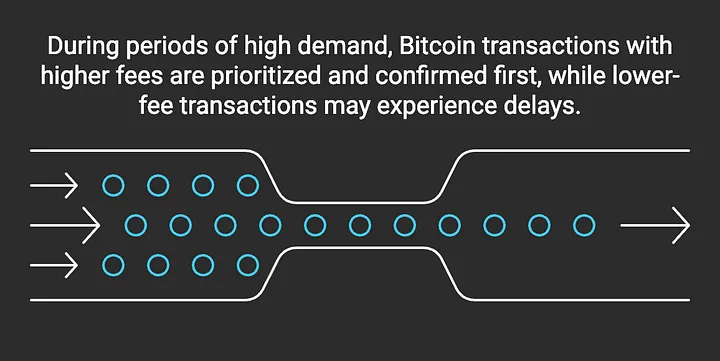 During periods of high demand, Bitcoin transactions with
higher fees are prioritized and confirmed first, while lower-
fee transactions may experience delays.